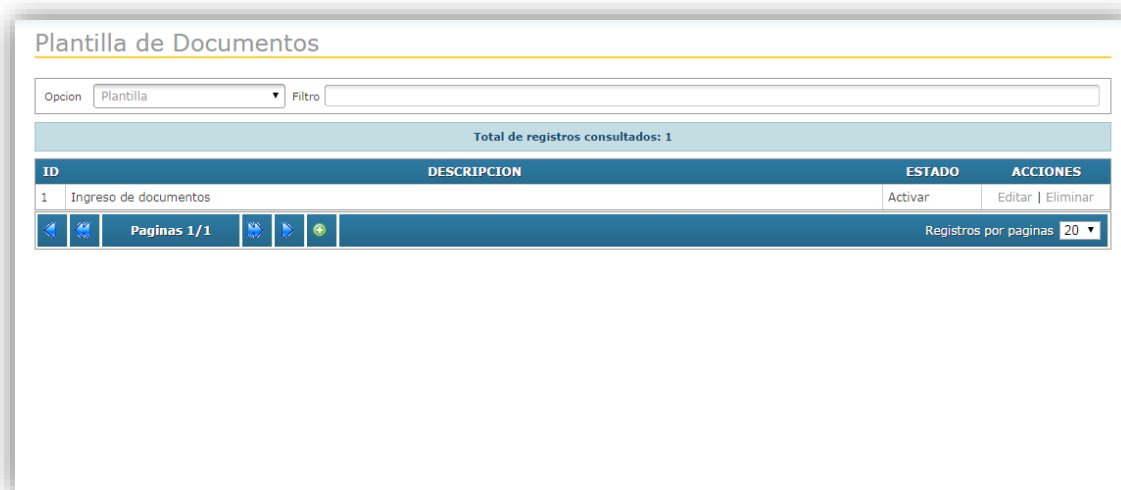 Plantilla de Documentos
Opcion Plantilla Filtro
Total de registros consultados: 1
ID DESCRIPCION ESTADO ACCIONES
1 Ingreso de documentos Activar Editar | Eliminar
Paginas 1/1 Registros por paginas 20